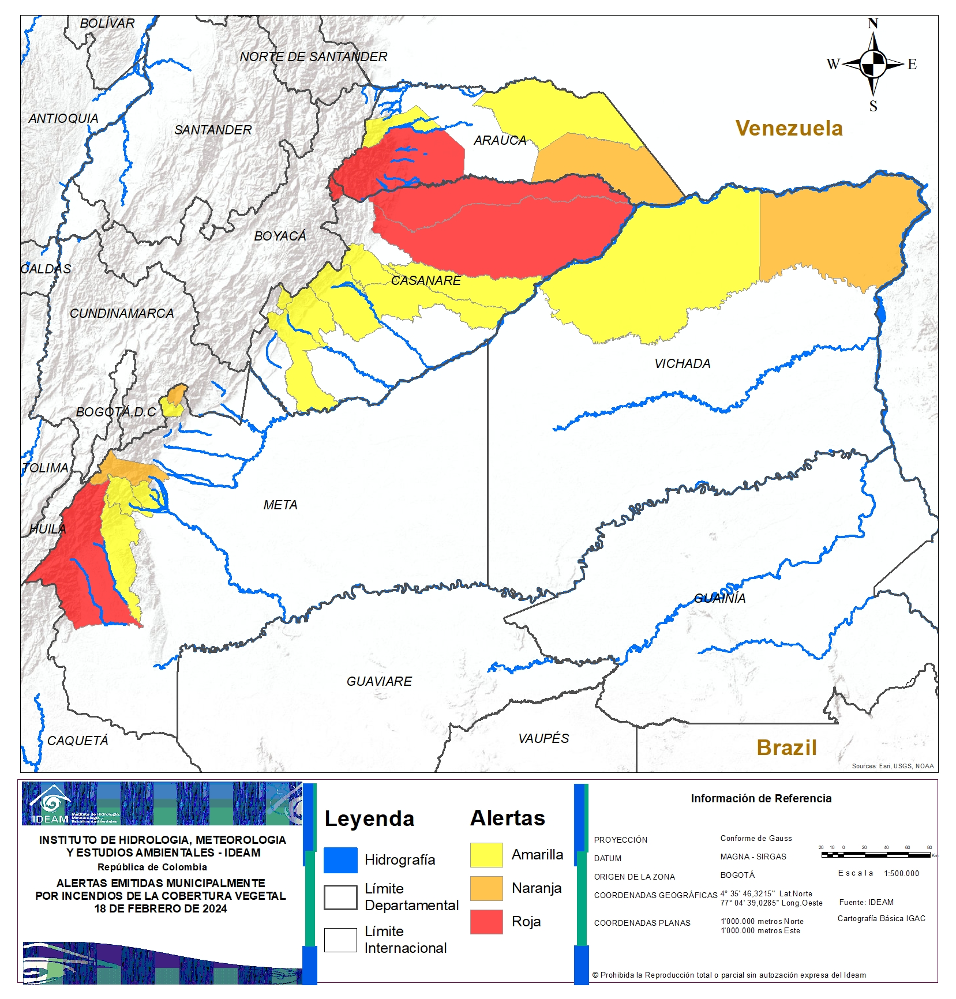 BOLÍVAR
N
NORTE DE SANTANDER
W
E
S
ANTIOQUIA
SANTANDER
Venezuela
ARAUCA
BOYACÁ
CALDAS
CASANARE
CUNDINAMARCA
VICHADA
BOGOTÁ,D.C
TOLIMA
META
HUILA
GUAINÍA
GUAVIARE
CAQUETÁ
VAUPÉS
Brazil
Sources: Esri, USGS, NOAA
IDEAM
Instituto de Hidrología,
Meteorología y
Estudios Ambientales
INSTITUTO DE HIDROLOGIA, METEOROLOGIA
Y ESTUDIOS AMBIENTALES - IDEAM
República de Colombia
ALERTAS EMITIDAS MUNICIPALMENTE
POR INCENDIOS DE LA COBERTURA VEGETAL
18 DE FEBRERO DE 2024
Leyenda
Hidrografía
Límite
Departamental
Límite
Internacional
Alertas
Amarilla
Naranja
Roja
Información de Referencia
PROYECCIÓN Conforme de Gauss
DATUM MAGNA - SIRGAS
ORIGEN DE LA ZONA BOGOTÁ
COORDENADAS GEOGRÁFICAS 4° 35' 46,3215" Lat.Norte
77° 04' 39,0285" Long.Oeste
COORDENADAS PLANAS 1'000.000 metros Norte
1'000.000 metros Este
20 10 0 20 40 60 80
Km
Escala 1:500.000
Fuente: IDEAM
Cartografía Básica IGAC
© Prohibida la Reproducción total o parcial sin autozación expresa del Ideam